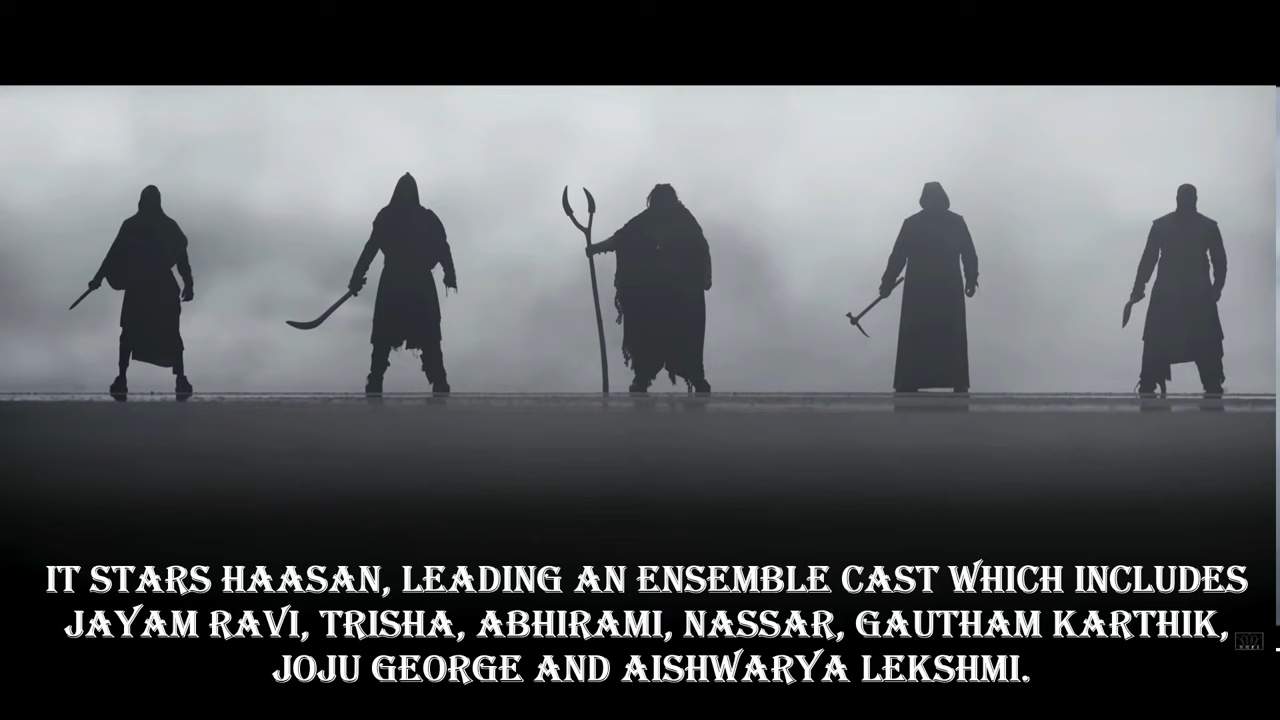 IT STARS HAASAN, LEADING AN ENSEMBLE CAST WHICH INCLUDES
JAYAM RAVI, TRISHA, ABHIRAMI, NASSAR, GAUTHAM KARTHIK,
JOJU GEORGE AND AISHWARYA LEKSHMI.